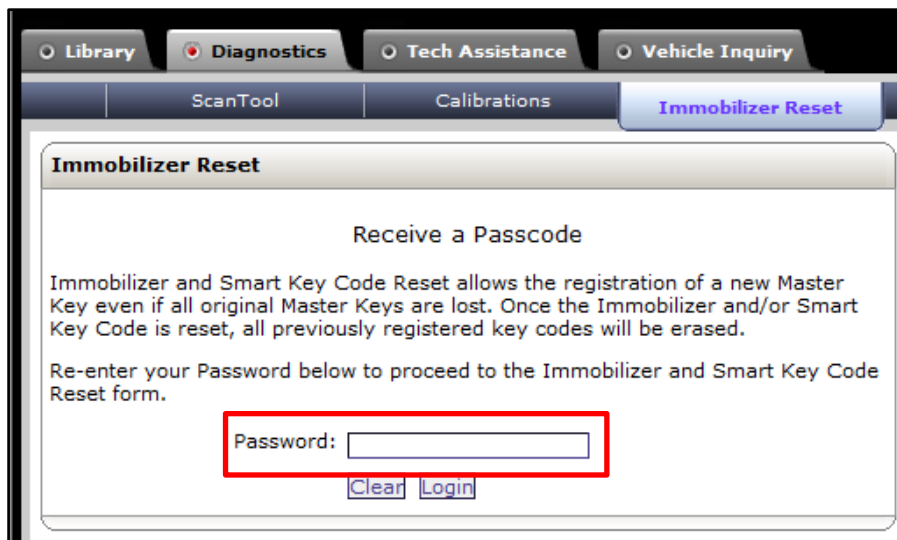 Library Diagnostics Tech Assistance Vehicle Inquiry
ScanTool Calibrations Immobilizer Reset
Immobilizer Reset
Receive a Passcode
Immobilizer and Smart Key Code Reset allows the registration of a new Master
Key even if all original Master Keys are lost. Once the Immobilizer and/or Smart
Key Code is reset, all previously registered key codes will be erased.
Re-enter your Password below to proceed to the Immobilizer and Smart Key Code
Reset form.
Password:
Clear Login